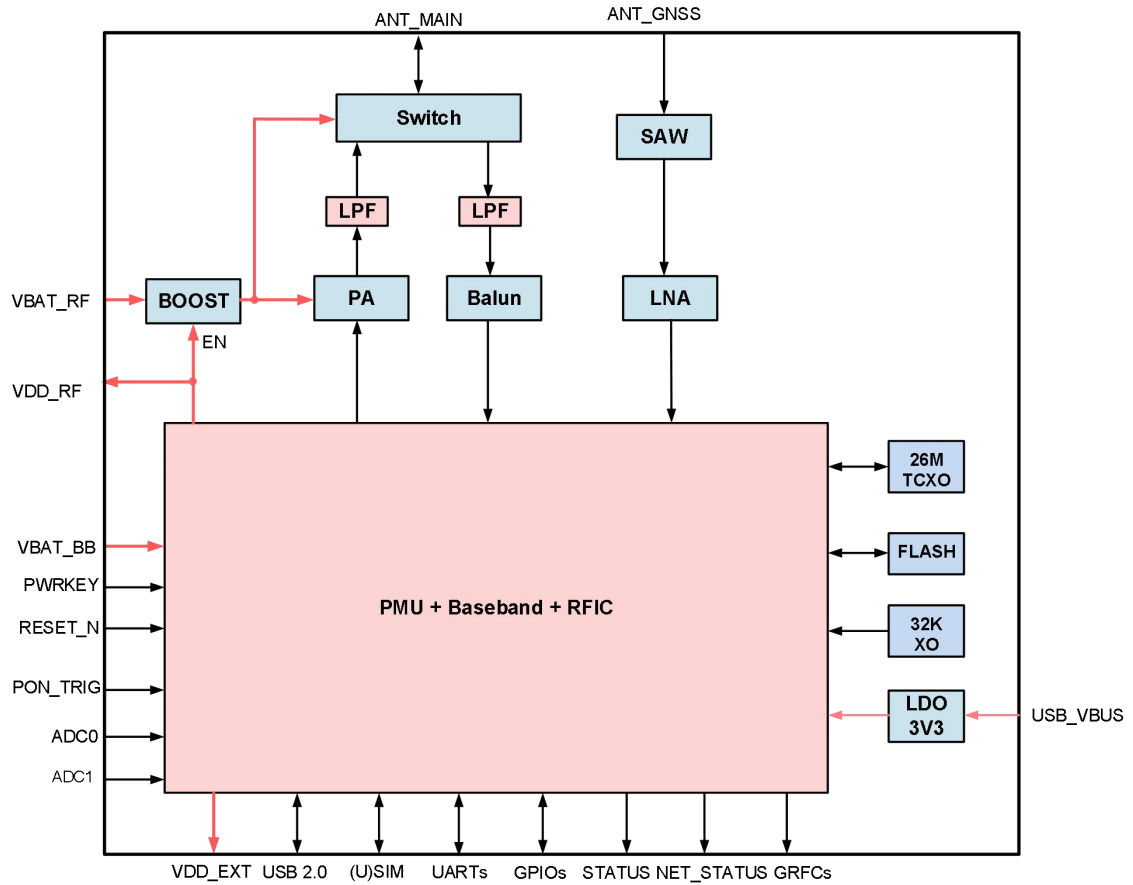 ANT_MAIN
ANT_GNSS
Switch
SAW
LPF
LPF
VBAT_RF
BOOST
PA
Balun
LNA
EN
VDD_RF
26M
TCXO
VBAT_BB
FLASH
PWRKEY
PMU + Baseband + RFIC
RESET_N
32K
XO
PON_TRIG
LDO
3V3
USB_VBUS
ADC0
ADC1
VDD_EXT
USB 2.0
(U)SIM
UARTs
GPIOs
STATUS
NET_STATUS
GRFCs